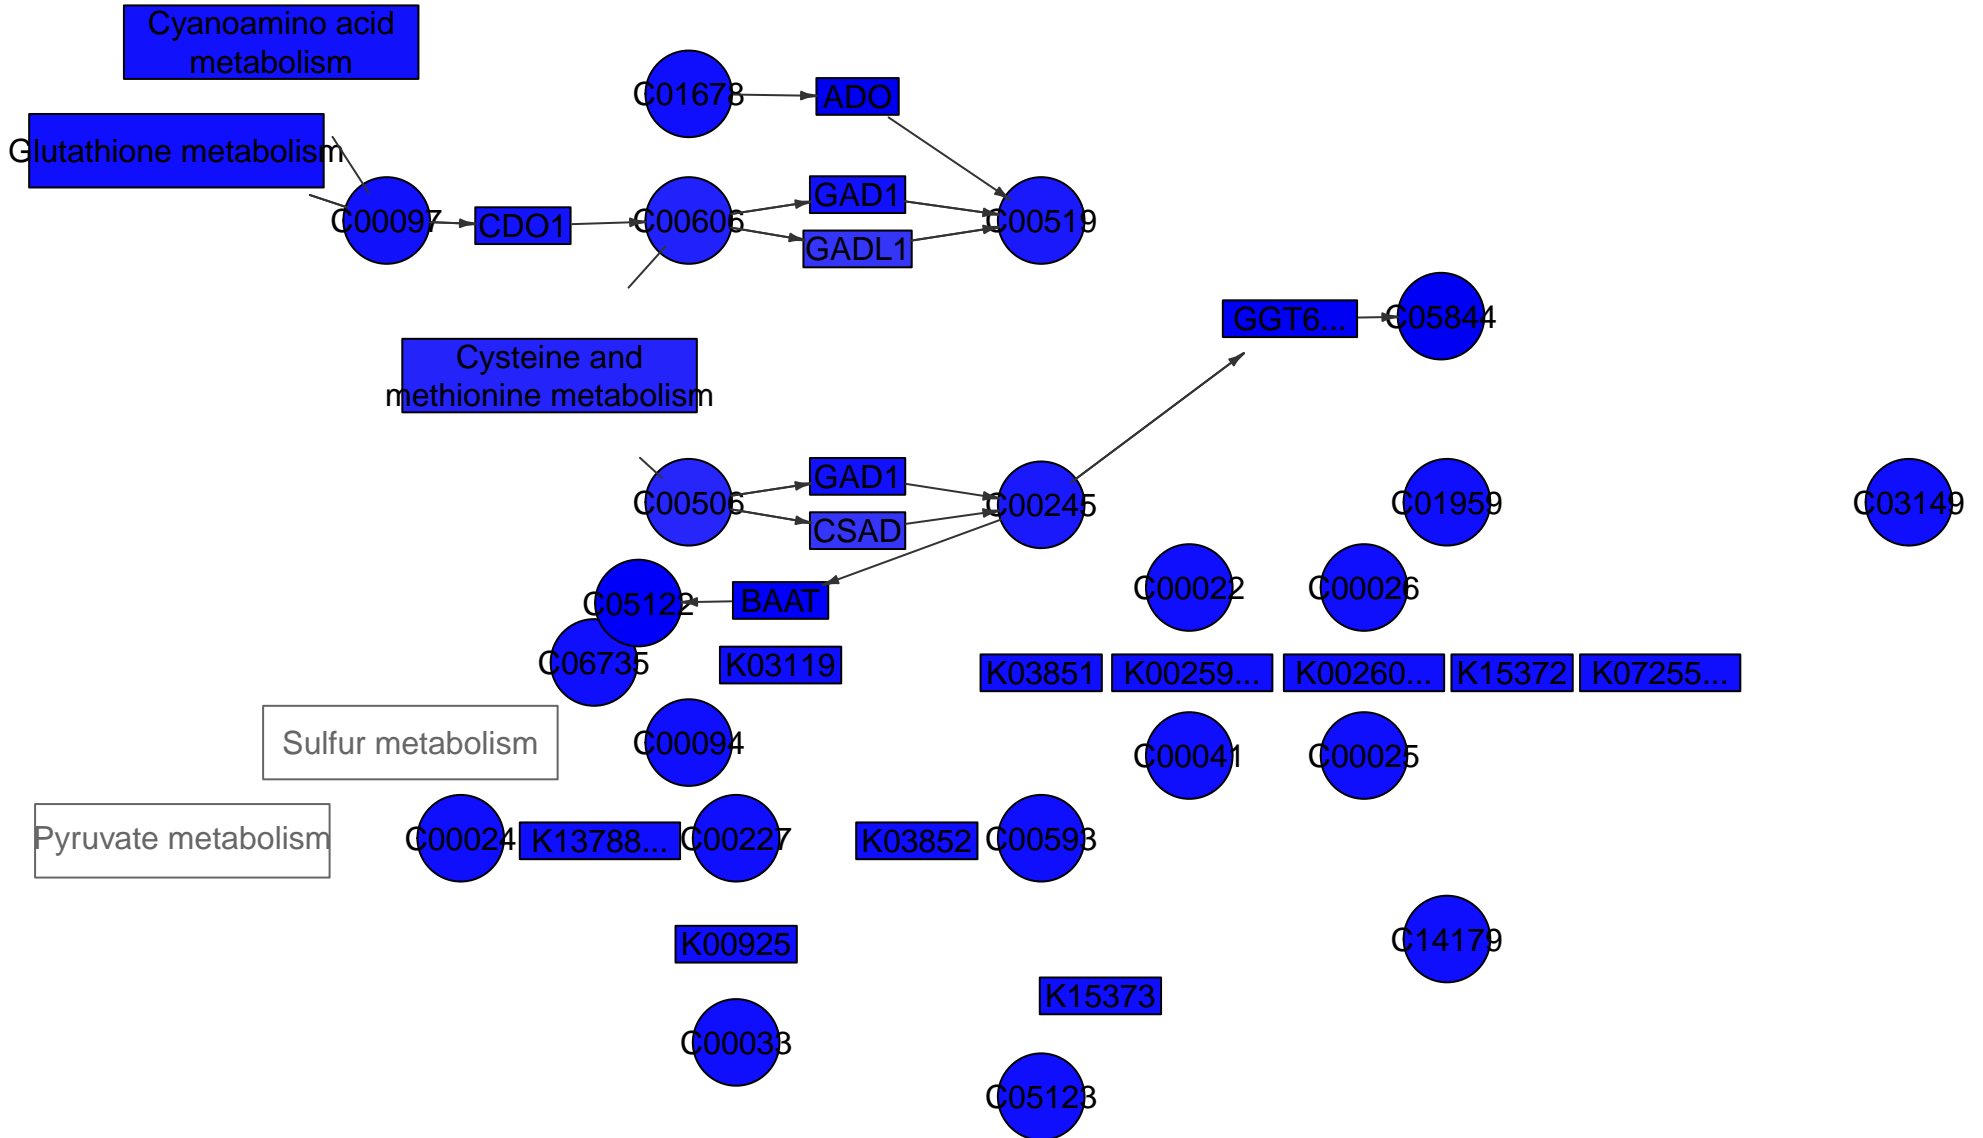 Cyanoamino acid
metabolism
C01678
ADO
Glutathione metabolism
C00097
CDO1
C00606
GAD1
GADL1
C00519
GGT6...
C05844
Cysteine and
methionine metabolism
C00506
GAD1
CSAD
C00245
C01959
C03149
C05122
BAAT
C00022
C00026
C06735
K03119
K03851
K00259...
K00260...
K15372
K07255...
Sulfur metabolism
C00094
C00041
C00025
Pyruvate metabolism
C00024
K13788...
C00227
K03852
C00593
K00925
C14179
K15373
C00033
C05123